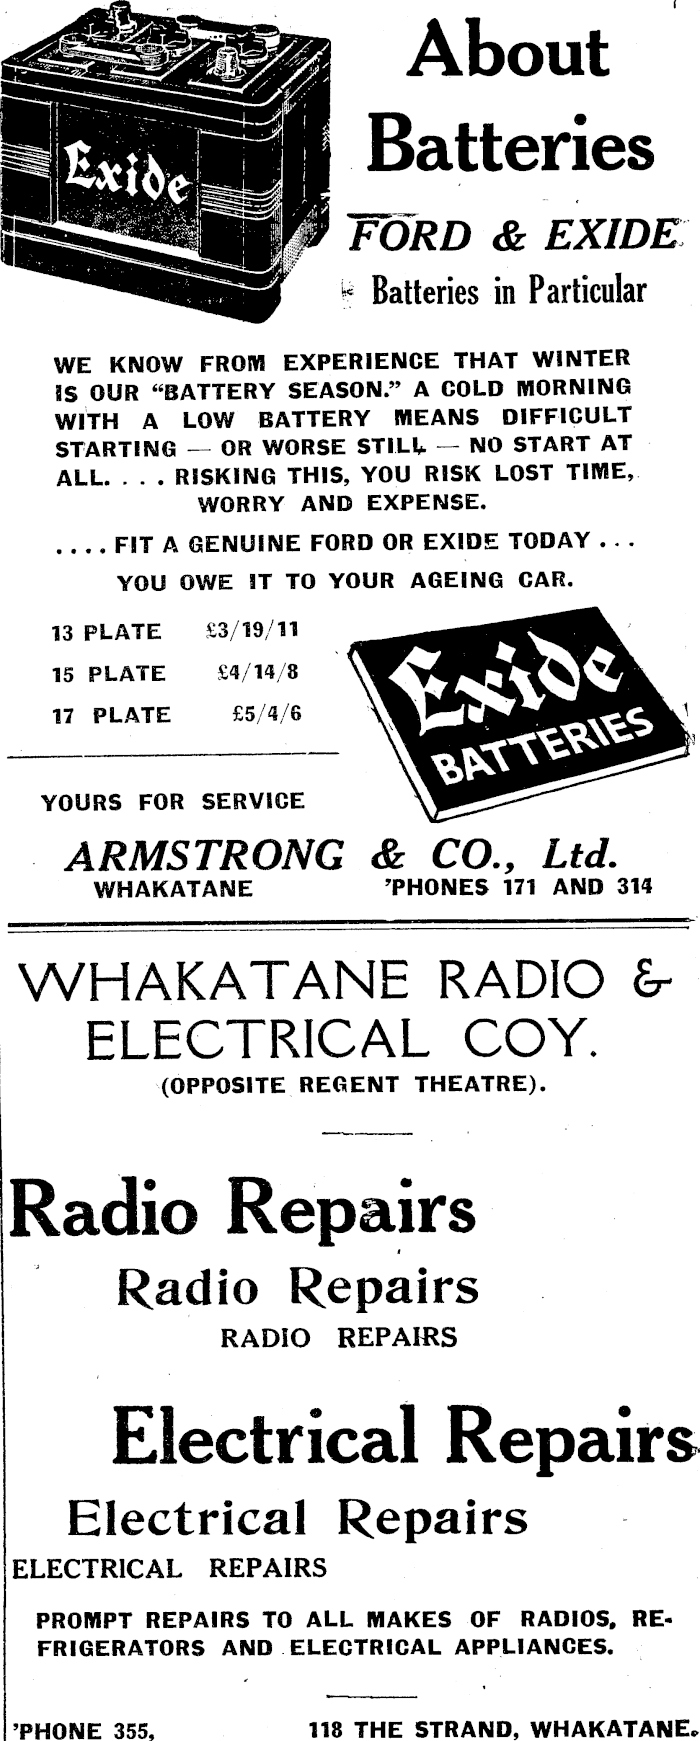 About
Batteries
Exide
FORD & EXIDE
Batteries in Particular
WE KNOW FROM EXPERIENCE THAT WINTER
IS OUR “BATTERY SEASON.” A COLD MORNING
WITH A LOW BATTERY MEANS DIFFICULT
STARTING — OR WORSE STILL — NO START AT
ALL. . . . RISKING THIS, YOU RISK LOST TIME,
WORRY AND EXPENSE.
. . . . FIT A GENUINE FORD OR EXIDE TODAY . . .
YOU OWE IT TO YOUR AGEING CAR.
13 PLATE £3/19/11
15 PLATE £4/14/8
17 PLATE £5/4/6
Exide
BATTERIES
YOURS FOR SERVICE
ARMSTRONG & CO., Ltd.
WHAKATANE 'PHONES 171 AND 314
WHAKATANE RADIO &
ELECTRICAL COY.
(OPPOSITE REGENT THEATRE).
Radio Repairs
Radio Repairs
RADIO REPAIRS
Electrical Repairs
Electrical Repairs
ELECTRICAL REPAIRS
PROMPT REPAIRS TO ALL MAKES OF RADIOS, RE-
FRIGERATORS AND ELECTRICAL APPLIANCES.
'PHONE 355, 118 THE STRAND, WHAKATANE.